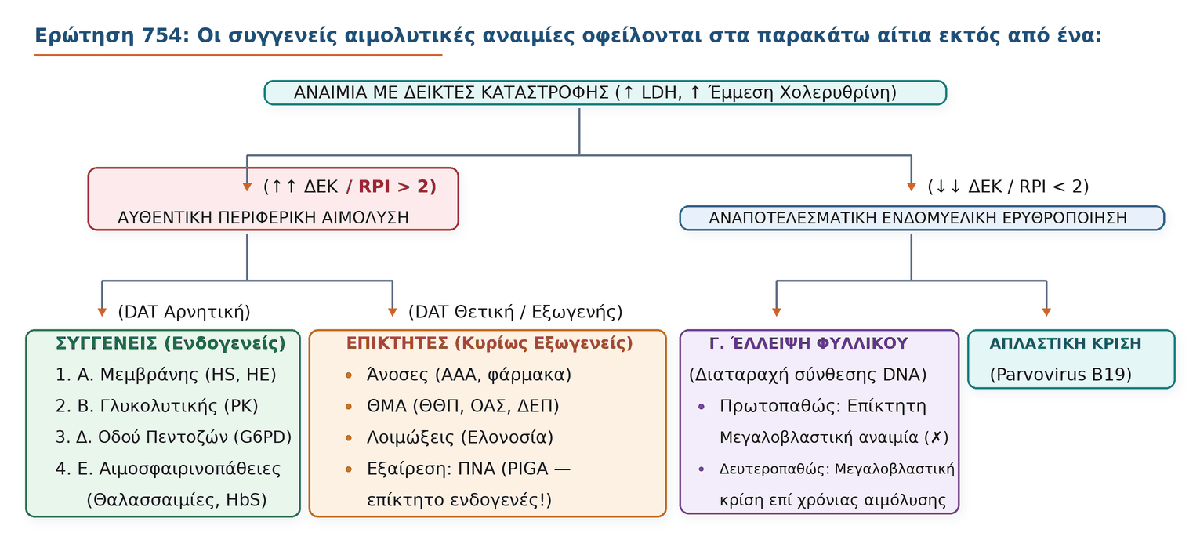 Ερώτηση 754: Οι συγγενείς αιμολυτικές αναιμίες οφείλονται στα παρακάτω αίτια εκτός από ένα:
ΑΝΑΙΜΙΑ ΜΕ ΔΕΙΚΤΕΣ ΚΑΤΑΣΤΡΟΦΗΣ (↑ LDH, ↑ Έμμεση Χολερυθρίνη)
(↑↑ ΔΕΚ / RPI > 2)
ΑΥΘΕΝΤΙΚΗ ΠΕΡΙΦΕΡΙΚΗ ΑΙΜΟΛΥΣΗ
(↓↓ ΔΕΚ / RPI < 2)
ΑΝΑΠΟΤΕΛΕΣΜΑΤΙΚΗ ΕΝΔΟΜΥΕΛΙΚΗ ΕΡΥΘΡΟΠΟΙΗΣΗ
(DAT Αρνητική)
ΣΥΓΓΕΝΕΙΣ (Ενδογενείς)
1. Α. Μεμβράνης (HS, HE)
2. Β. Γλυκολυτικής (PK)
3. Δ. Οδού Πεντοζών (G6PD)
4. Ε. Αιμοσφαιρινοπάθειες
(Θαλασσαιμίες, HbS)
(DAT Θετική / Εξωγενής)
ΕΠΙΚΤΗΤΕΣ (Κυρίως Εξωγενείς)
• Άνοσες (ΑΑΑ, φάρμακα)
• ΘΜΑ (ΘΘΠ, ΟΑΣ, ΔΕΠ)
• Λοιμώξεις (Ελονοσία)
• Εξαίρεση: ΠΝΑ (PIGA —
επίκτητο ενδογενές!)
Γ. ΈΛΛΕΙΨΗ ΦΥΛΛΙΚΟΥ
(Διαταραχή σύνθεσης DNA)
• Πρωτοπαθώς: Επίκτητη
Μεγαλοβλαστική αναιμία (✗)
• Δευτεροπαθώς: Μεγαλοβλαστική
κρίση επί χρόνιας αιμόλυσης
ΑΠΛΑΣΤΙΚΗ ΚΡΙΣΗ
(Parvovirus B19)